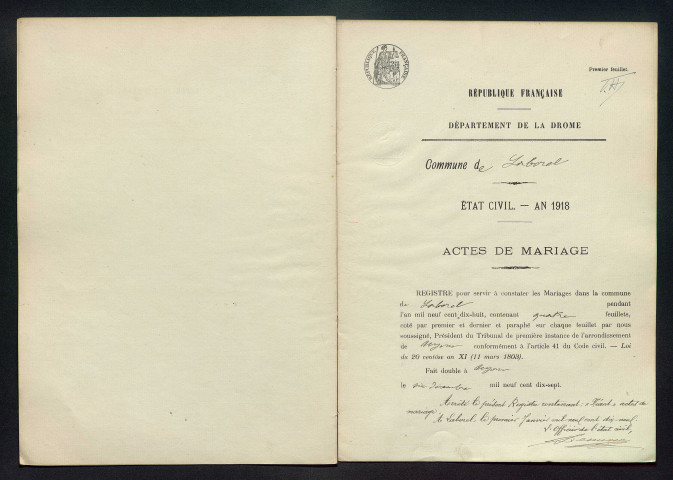 RÉPUBLIQUE FRANÇAISE
Premier feuillet.
RÉPUBLIQUE FRANÇAISE
DÉPARTEMENT DE LA DROME
Commune de Laborel
ÉTAT CIVIL. — AN 1918
ACTES DE MARIAGE
REGISTRE pour servir à constater les Mariages dans la commune
de Laborel pendant
l'an mil neuf cent dix-huit, contenant quatre feuillets,
coté par premier et dernier et paraphé sur chaque feuillet par nous
soussigné, Président du Tribunal de première instance de l'arrondissement
de Nyons conformément à l'article 41 du Code civil. — Loi
du 20 ventôse an XI (11 mars 1803).
Fait double à Nyons
le mil neuf cent dix-sept.
Arrêté le présent Registre contenant actes de
mariage
A Laborel, le premier Janvier mil neuf cent dix neuf.
L'Officier de l'état civil,